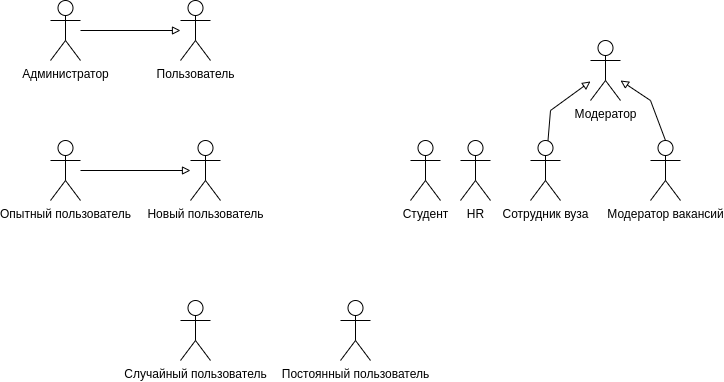 Администратор
Пользователь
Модератор
Опытный пользователь
Новый пользователь
Студент
HR
Сотрудник вуза
Модератор вакансий
Случайный пользователь
Постоянный пользователь